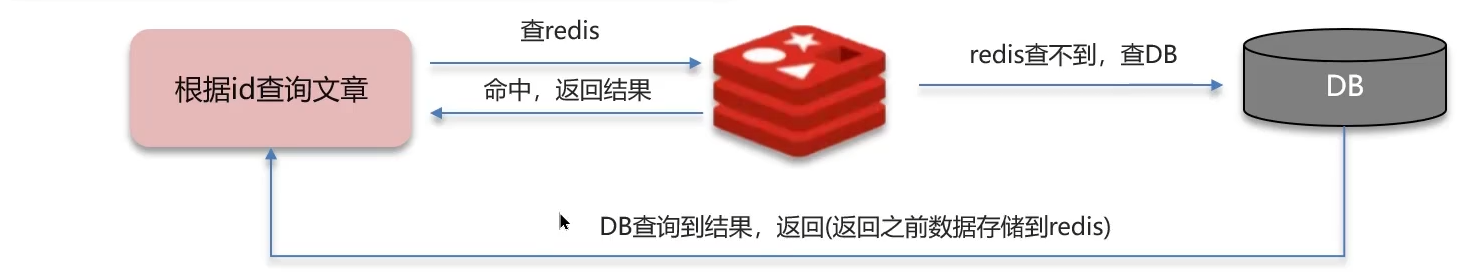 查redis
根据id查询文章
命中，返回结果
redis查不到，查DB
DB
DB查询到结果，返回(返回之前数据存储到redis)